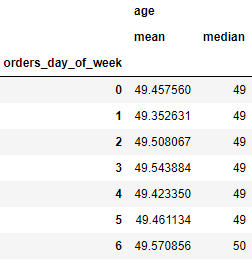 age
mean median
orders_day_of_week
0 49.457560 49
1 49.352631 49
2 49.508067 49
3 49.543884 49
4 49.423350 49
5 49.461134 49
6 49.570856 50